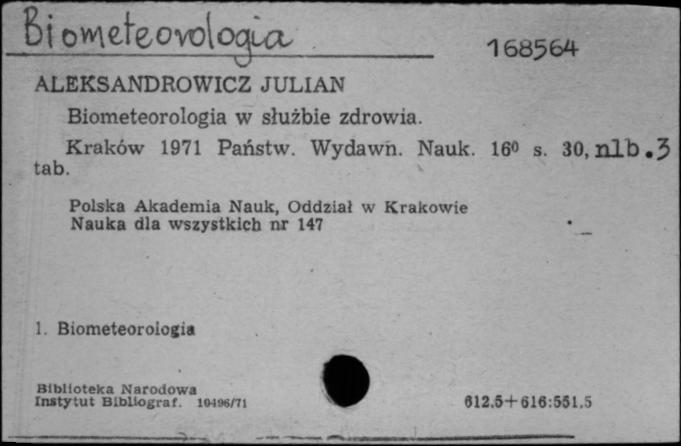 Biometeorologia
168564
ALEKSANDROWICZ JULIAN
Biometeorologia w służbie zdrowia.
Kraków 1971 Państw. Wydawn. Nauk. 16⁰ s. 30, nlb.3
tab.
Polska Akademia Nauk, Oddział w Krakowie
Nauka dla wszystkich nr 147
1. Biometeorologia
Biblioteka Narodowa
Instytut Bibliograf. 10496/71
612.5+616:551.5